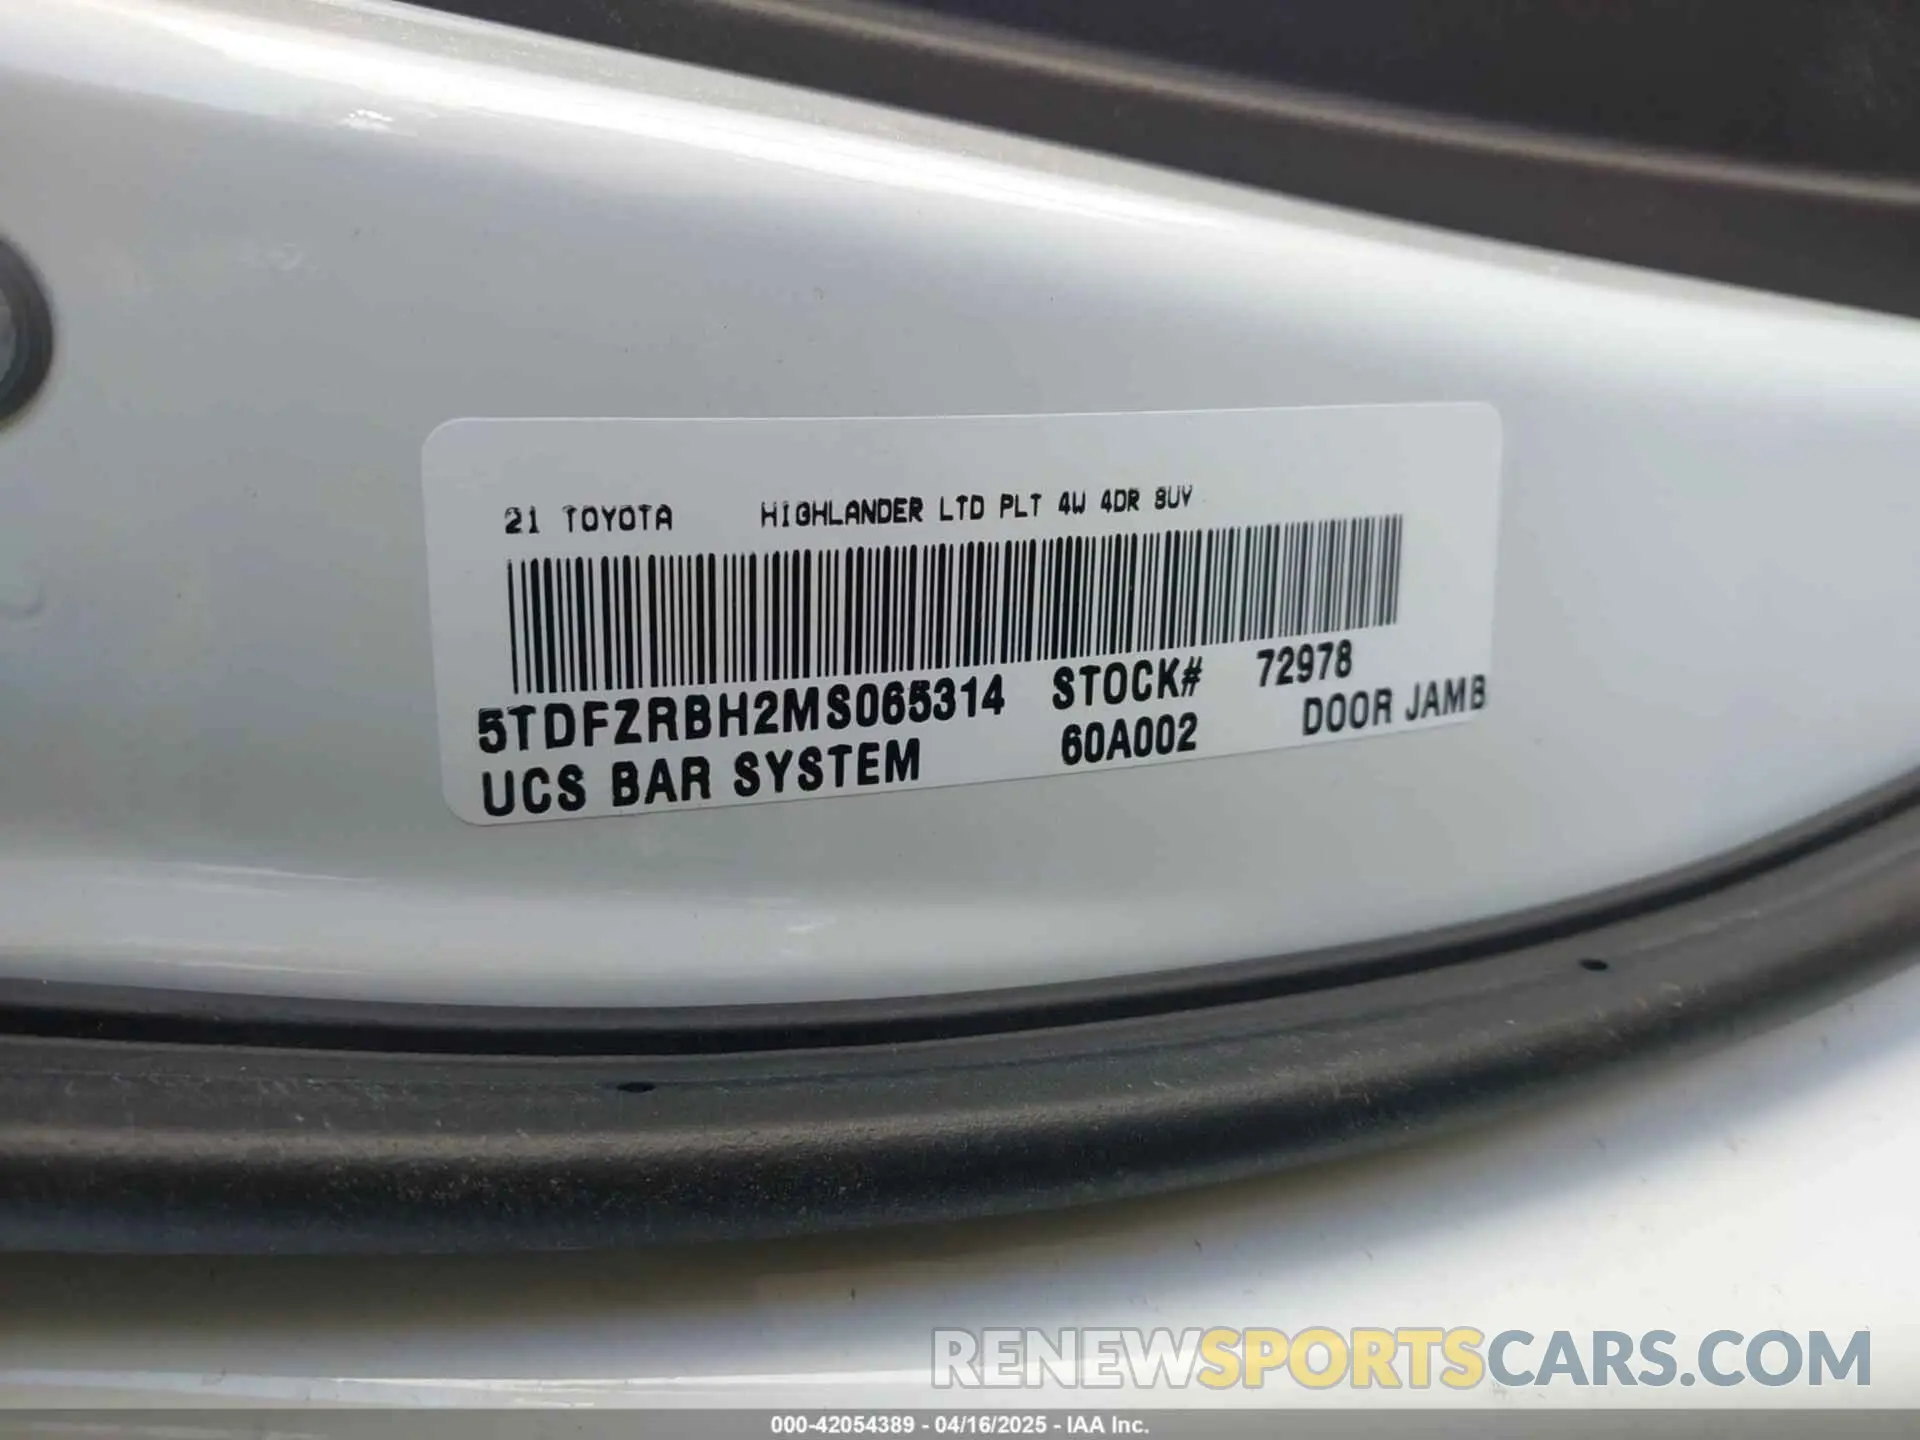 21 TOYOTA HIGHLANDER LTD PLT 4W 4DR SUV
5TDFZRBH2MS065314 STOCK# 72978
UCS BAR SYSTEM 60A002 DOOR JAMB
RENEWSPORTSCARS.COM
000-42054389 - 04/16/2025 - IAA Inc.